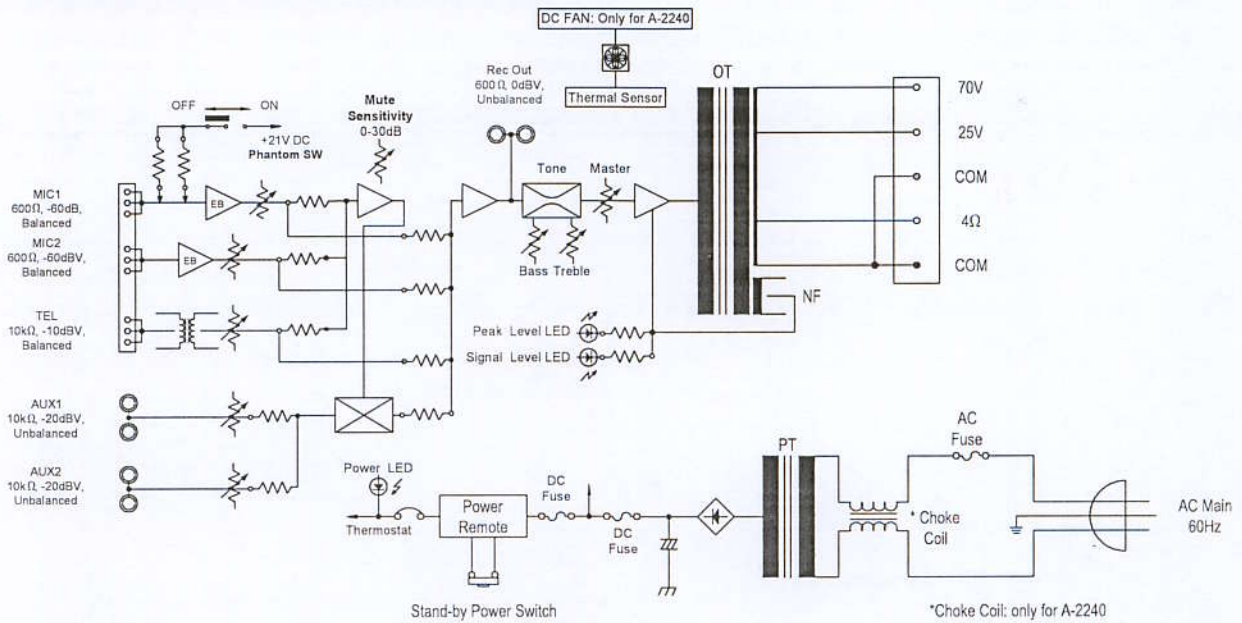 DC FAN: Only for A-2240
Thermal Sensor
Rec Out
600Ω, 0dBV,
Unbalanced
OT
OFF
ON
+21V DC
Phantom SW
Mute
Sensitivity
0-30dB
Tone
Master
Bass Treble
70V
25V
COM
4Ω
COM
NF
MIC1
600Ω, -60dB,
Balanced
EB
MIC2
600Ω, -60dBV,
Balanced
EB
TEL
10kΩ, -10dBV,
Balanced
Peak Level LED
Signal Level LED
AUX1
10kΩ, -20dBV,
Unbalanced
AUX2
10kΩ, -20dBV,
Unbalanced
Power LED
Thermostat
Power
Remote
DC
Fuse
DC
Fuse
PT
* Choke
Coil
AC
Fuse
AC Main
60Hz
Stand-by Power Switch
*Choke Coil: only for A-2240